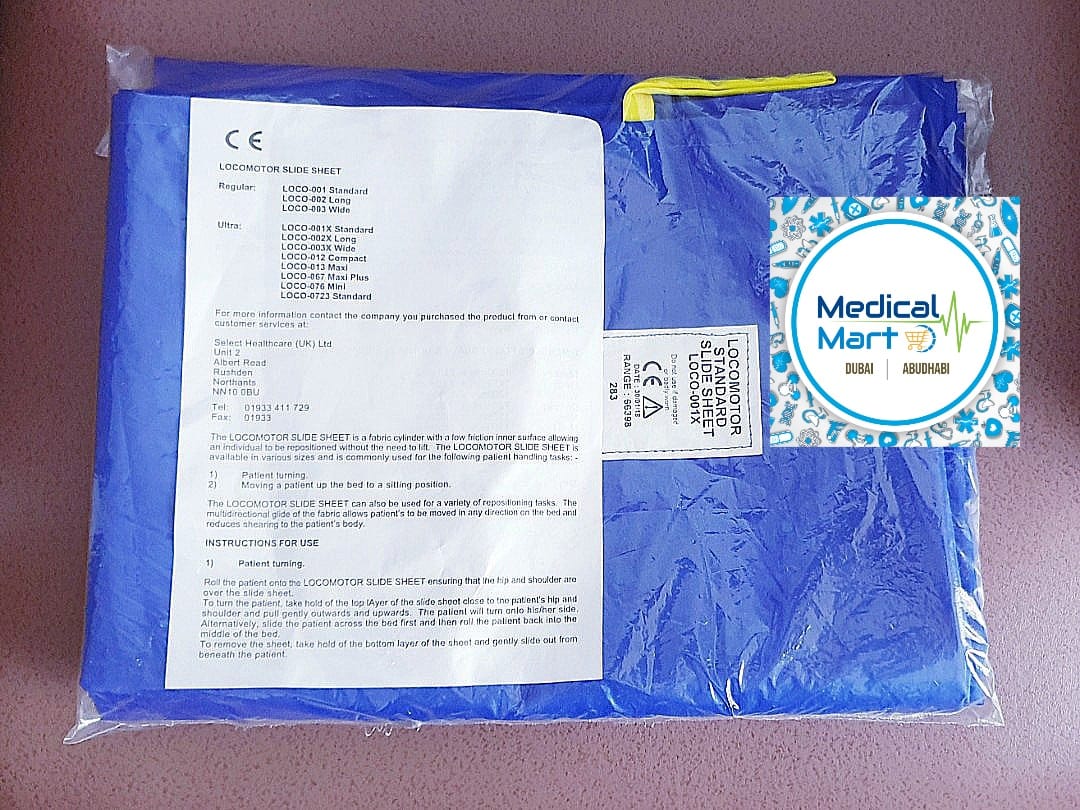 CE
LOCOMOTOR SLIDE SHEET
Regular: LOCO-001 Standard
LOCO-002 Long
LOCO-003 Wide
Ultra: LOCO-001X Standard
LOCO-002X Long
LOCO-003X Wide
LOCO-012 Compact
LOCO-013 Maxi
LOCO-067 Maxi Plus
LOCO-076 Mini
LOCO-0723 Standard
For more information contact the company you purchased the product from or contact
customer services at:
Select Healthcare (UK) Ltd
Unit 2
Albert Road
Rushden
Northants
NN10 0BU
Tel: 01933 411 729
Fax: 01933
The LOCOMOTOR SLIDE SHEET is a fabric cylinder with a low friction inner surface allowing
an individual to be repositioned without the need to lift. The LOCOMOTOR SLIDE SHEET is
available in various sizes and is commonly used for the following patient handling tasks: -
1) Patient turning.
2) Moving a patient up the bed to a sitting position.
The LOCOMOTOR SLIDE SHEET can also be used for a variety of repositioning tasks. The
multidirectional glide of the fabric allows patient's to be moved in any direction on the bed and
reduces shearing to the patient's body.
INSTRUCTIONS FOR USE
1) Patient turning.
Roll the patient onto the LOCOMOTOR SLIDE SHEET ensuring that the hip and shoulder are
over the slide sheet.
To turn the patient, take hold of the top lAyer of the slide sheet close to the patient's hip and
shoulder and pull gently outwards and upwards. The patient will turn onto his/her side.
Alternatively, slide the patient across the bed first and then roll the patient back into the
middle of the bed.
To remove the sheet, take hold of the bottom layer of the sheet and gently slide out from
beneath the patient.
LOCOMOTOR
STANDARD
SLIDE SHEET
LOCO-001X
Do not use if damaged
or badly worn
CE
DATE : 30/01/18
RANGE : 66398
283
Medical
Mart
DUBAI | ABUDHABI